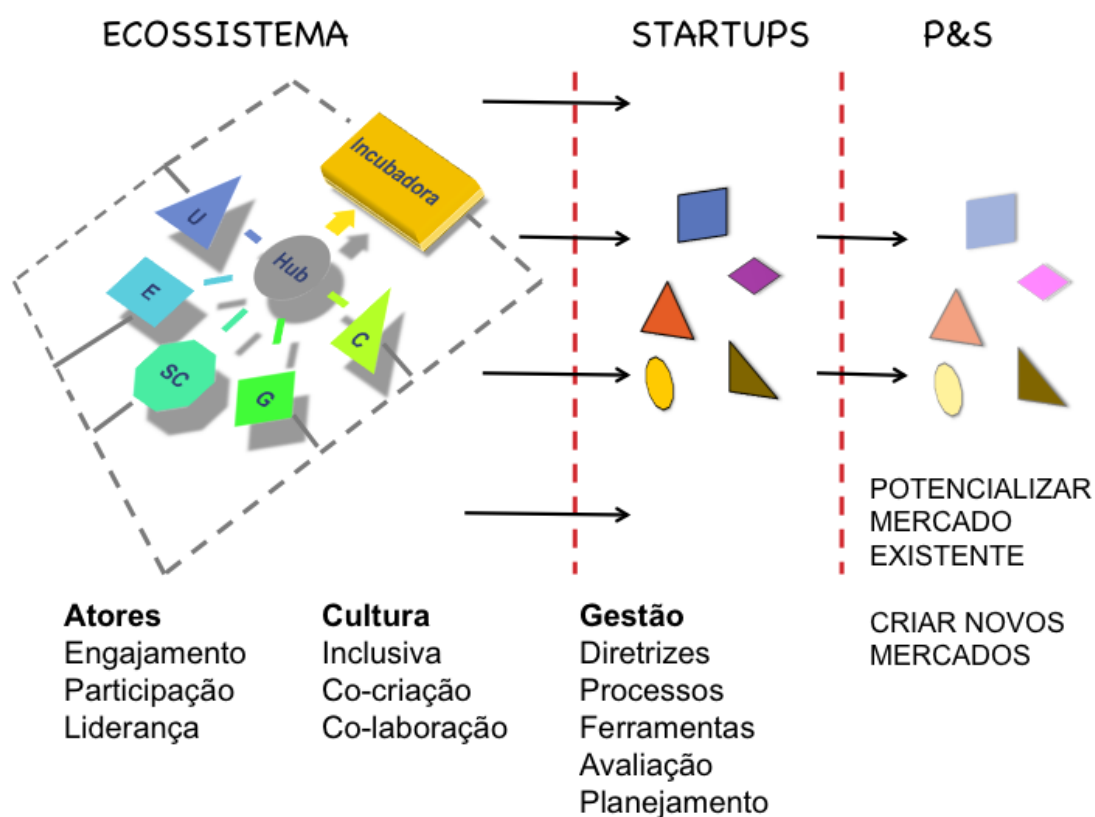 ECOSSISTEMA
STARTUPS
P&S
Incubadora
U
Hub
E
C
SC
G
POTENCIALIZAR
MERCADO
EXISTENTE
CRIAR NOVOS
MERCADOS
Atores
Engajamento
Participação
Liderança
Cultura
Inclusiva
Co-criação
Co-laboração
Gestão
Diretrizes
Processos
Ferramentas
Avaliação
Planejamento